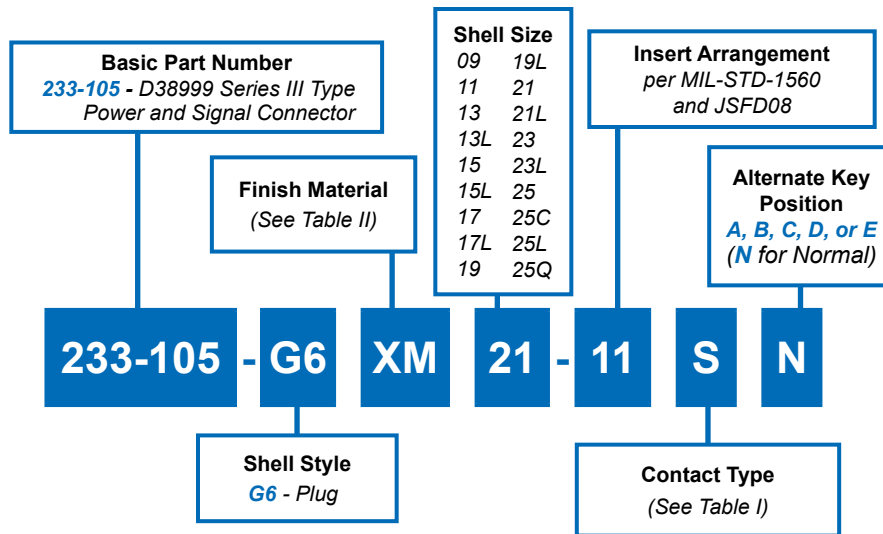 Basic Part Number
233-105 - D38999 Series III Type
Power and Signal Connector
Finish Material
(See Table II)
Shell Size
09 19L
11 21
13 21L
13L 23
15 23L
15L 25
17 25C
17L 25L
19 25Q
Insert Arrangement
per MIL-STD-1560
and JSFD08
Alternate Key
Position
A, B, C, D, or E
(N for Normal)
233-105 - G6 XM 21 - 11 S N
Shell Style
G6 - Plug
Contact Type
(See Table I)